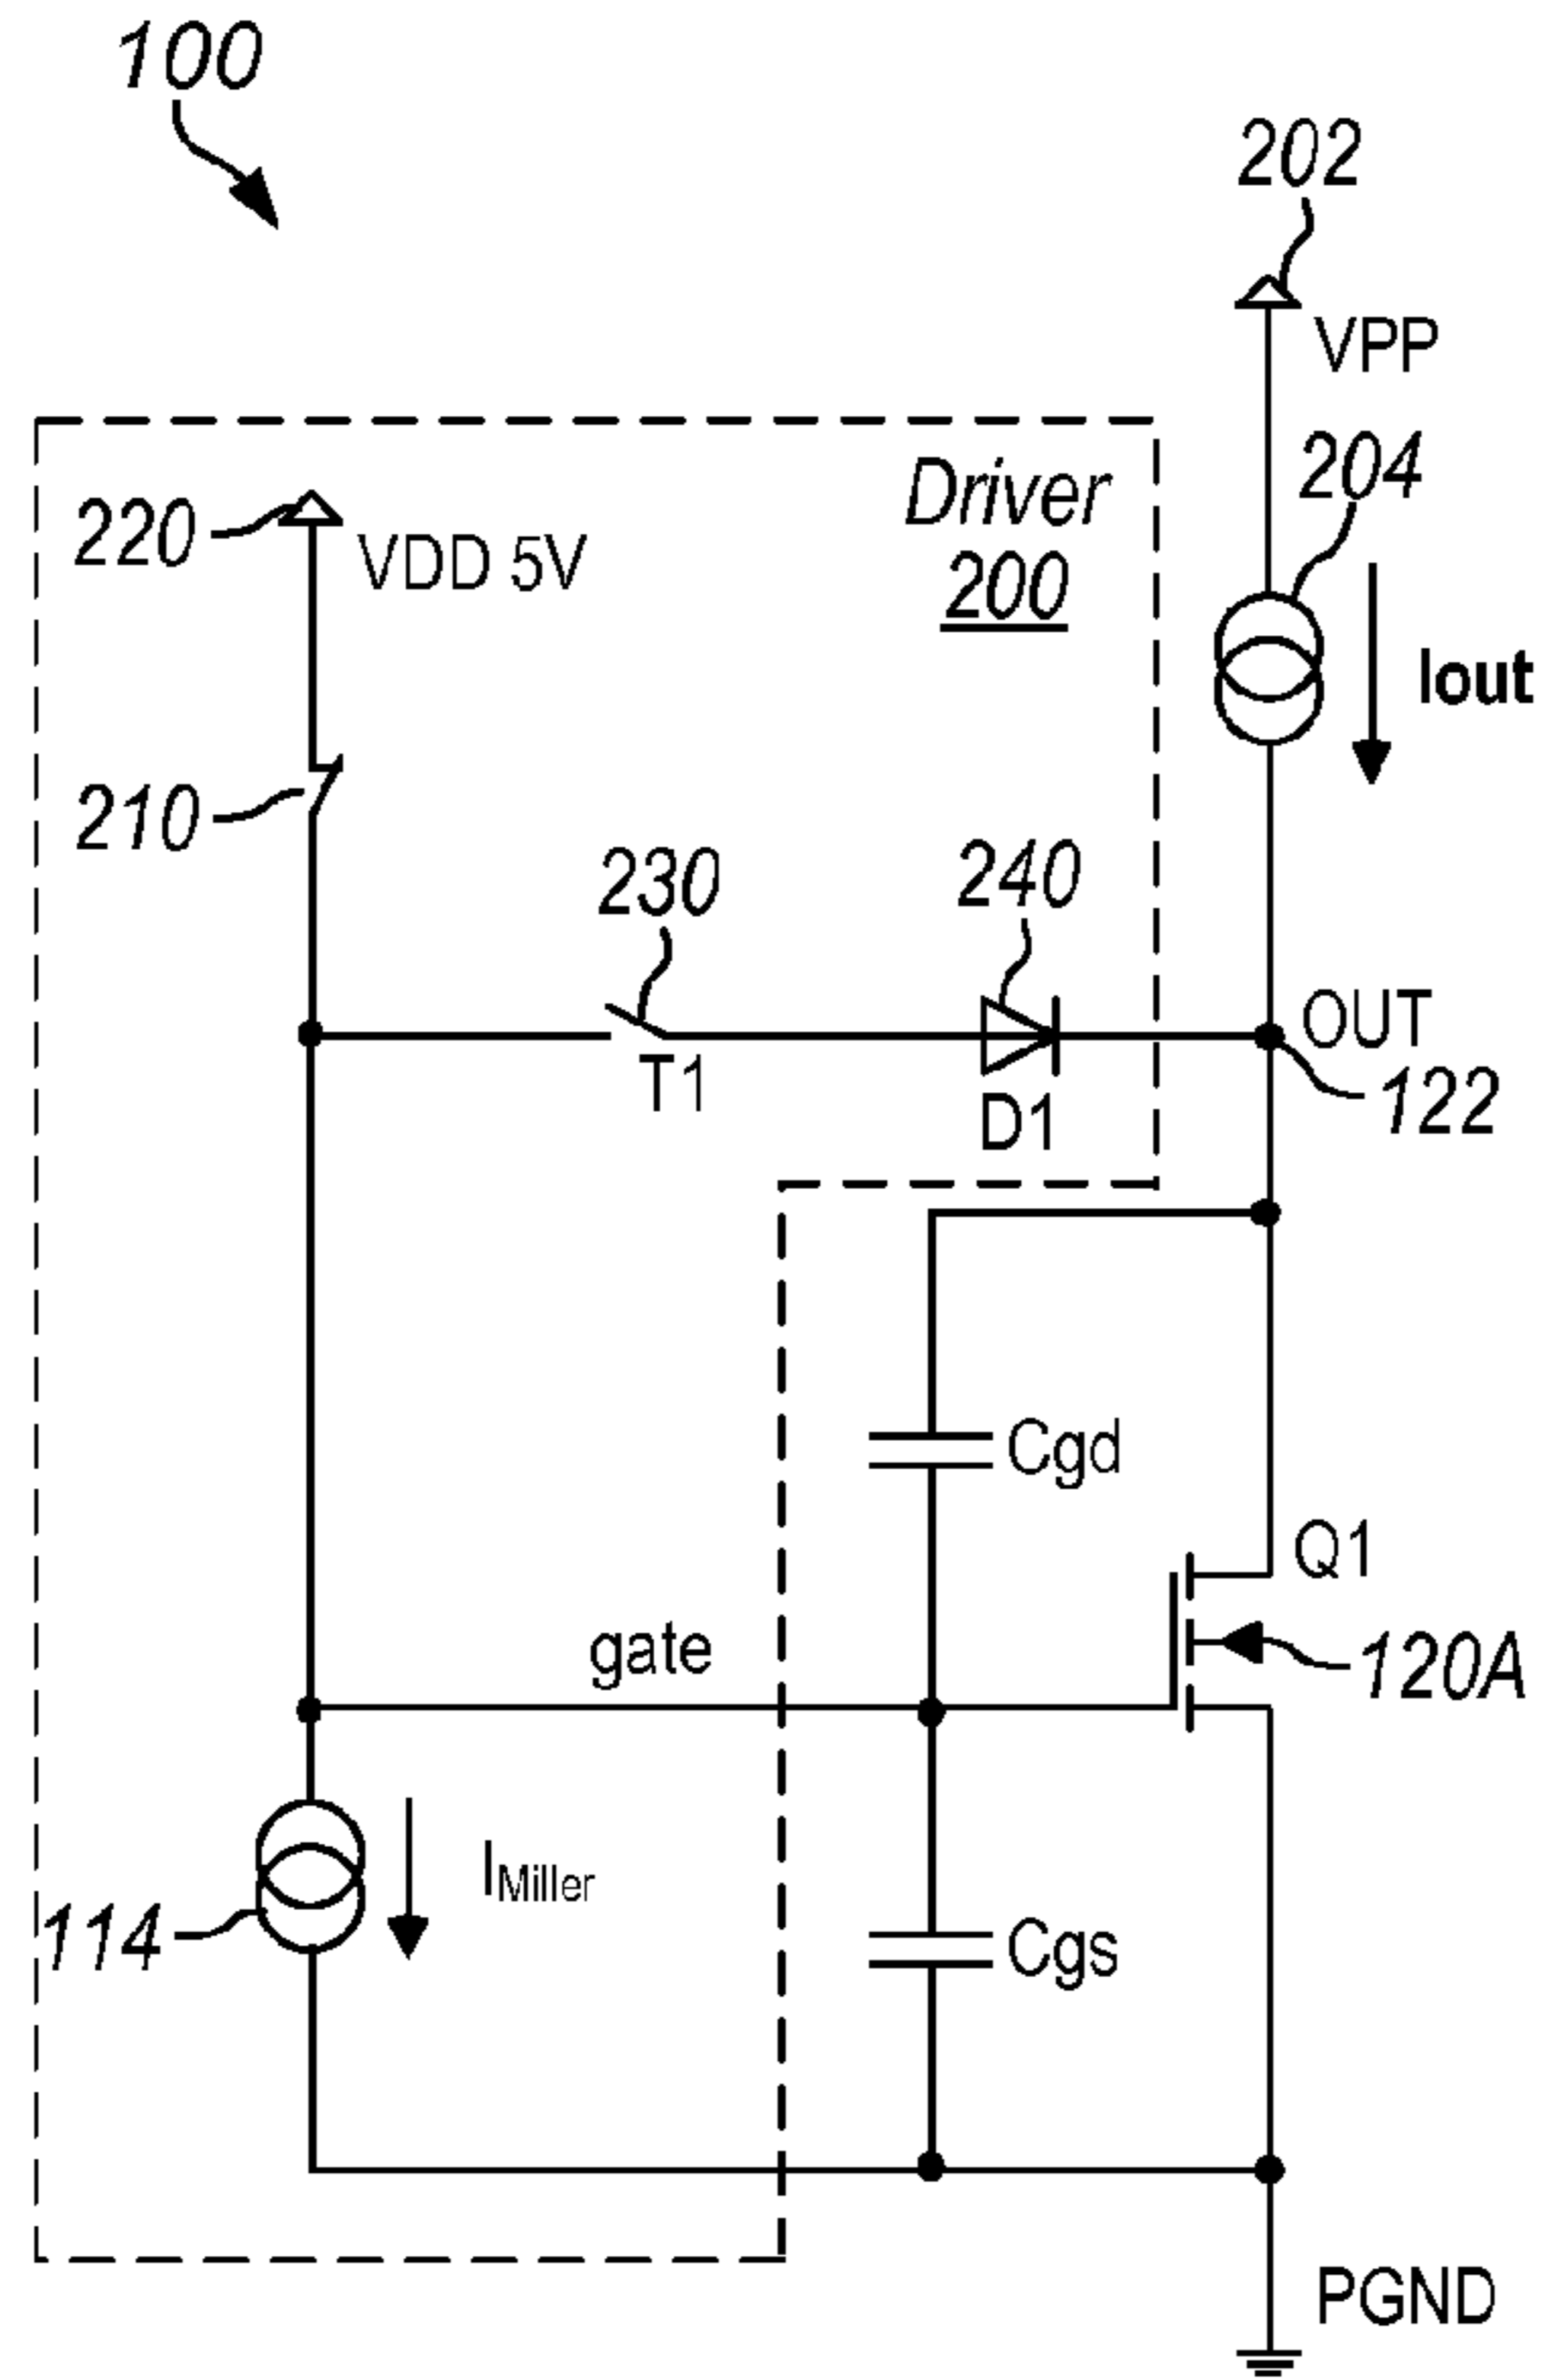 100
202
VPP
204
Driver
200
220
VDD 5V
Iout
210
230
240
T1
D1
OUT
122
Cgd
Q1
gate
120A
IMiller
114
Cgs
PGND